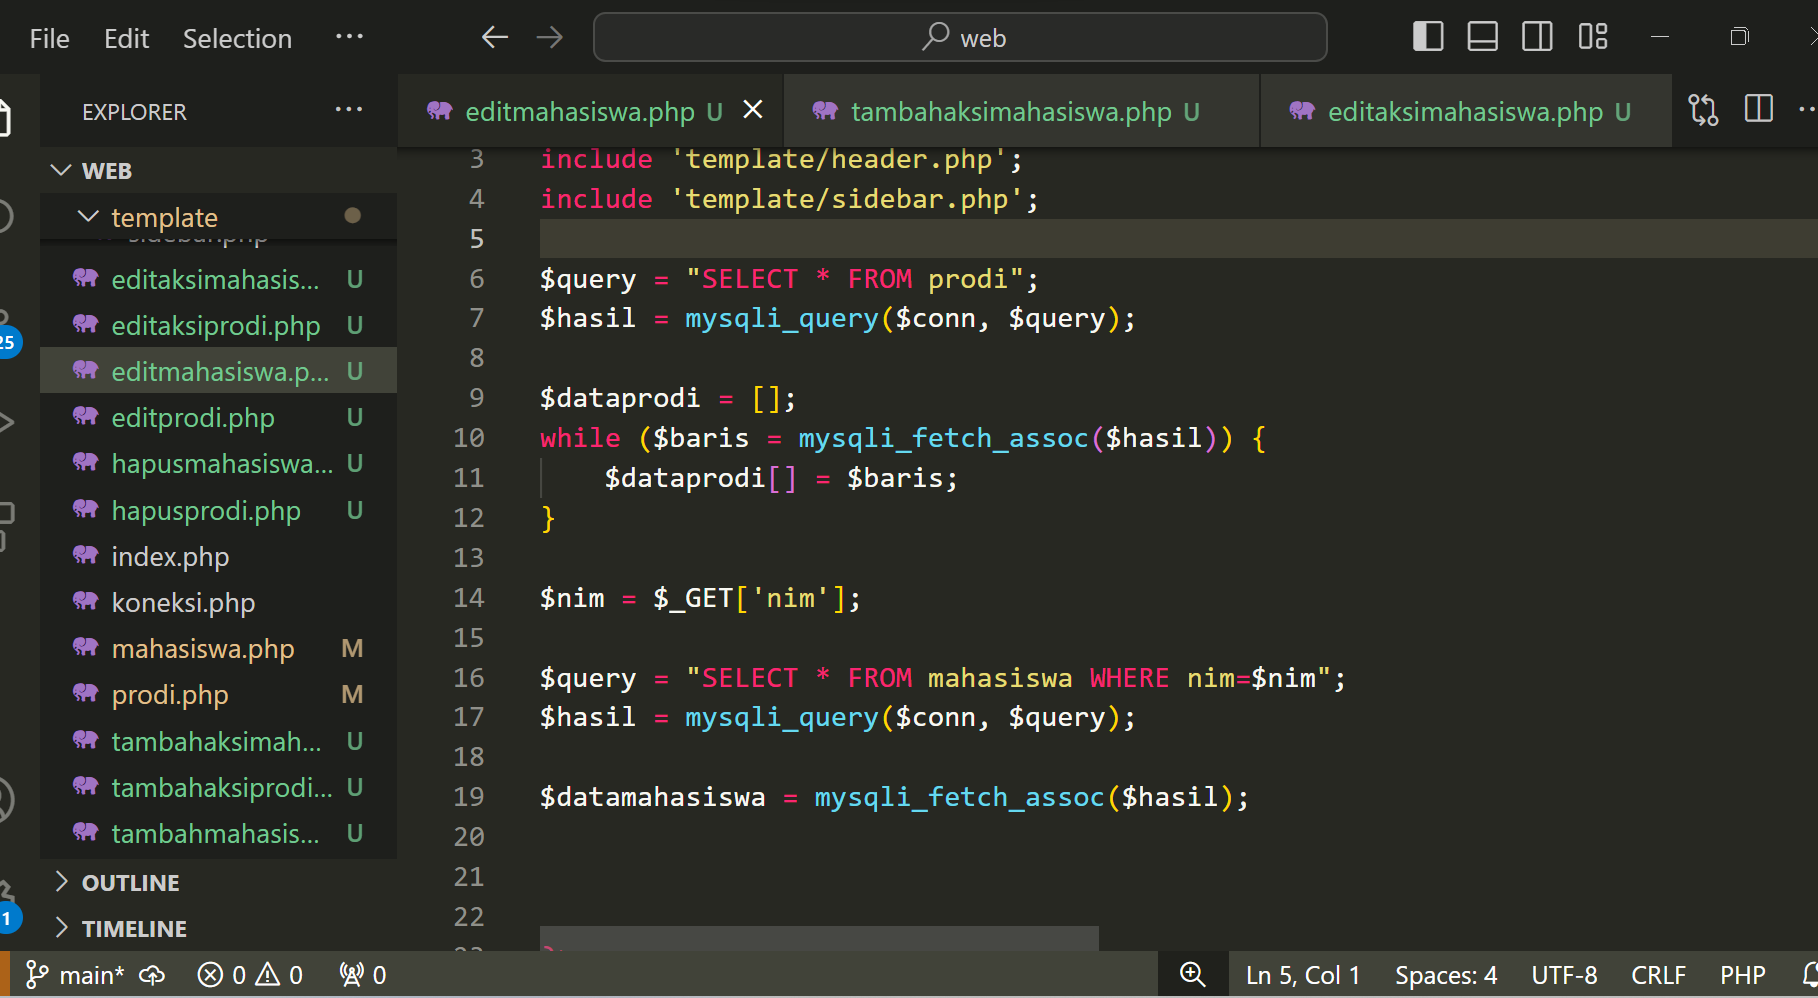 File Edit Selection ···
web
EXPLORER ···
editmahasiswa.php U
tambahaksimahasiswa.php U
editaksimahasiswa.php U
WEB
template
sidebar.php
editaksimahasis... U
editaksiprodi.php U
editmahasiswa.p... U
editprodi.php U
hapusmahasiswa... U
hapusprodi.php U
index.php
koneksi.php
mahasiswa.php M
prodi.php M
tambahaksimah... U
tambahaksiprodi... U
tambahmahasis... U
OUTLINE
TIMELINE
25
1
3 include 'template/header.php';
4 include 'template/sidebar.php';
5
6 $query = "SELECT * FROM prodi";
7 $hasil = mysqli_query($conn, $query);
8
9 $dataprodi = [];
10 while ($baris = mysqli_fetch_assoc($hasil)) {
11     $dataprodi[] = $baris;
12 }
13
14 $nim = $_GET['nim'];
15
16 $query = "SELECT * FROM mahasiswa WHERE nim=$nim";
17 $hasil = mysqli_query($conn, $query);
18
19 $datamahasiswa = mysqli_fetch_assoc($hasil);
20
21
22
main* 0 0 0
Ln 5, Col 1 Spaces: 4 UTF-8 CRLF PHP